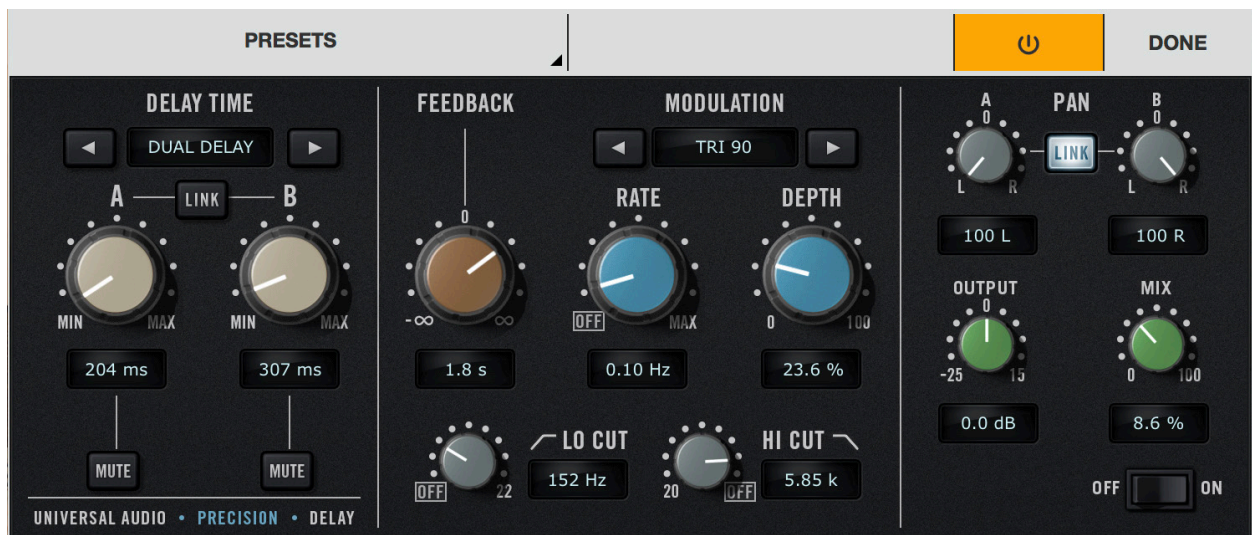 PRESETS
DONE
DELAY TIME
DUAL DELAY
A
LINK
B
MIN
MAX
MIN
MAX
204 ms
307 ms
MUTE
MUTE
UNIVERSAL AUDIO • PRECISION • DELAY
FEEDBACK
0
-∞
∞
1.8 s
MODULATION
TRI 90
RATE
DEPTH
OFF
MAX
0
100
0.10 Hz
23.6 %
LO CUT
OFF
22
152 Hz
HI CUT
20
OFF
5.85 k
PAN
A
0
L
R
LINK
B
0
L
R
100 L
100 R
OUTPUT
0
-25
15
0.0 dB
MIX
0
100
8.6 %
OFF
ON